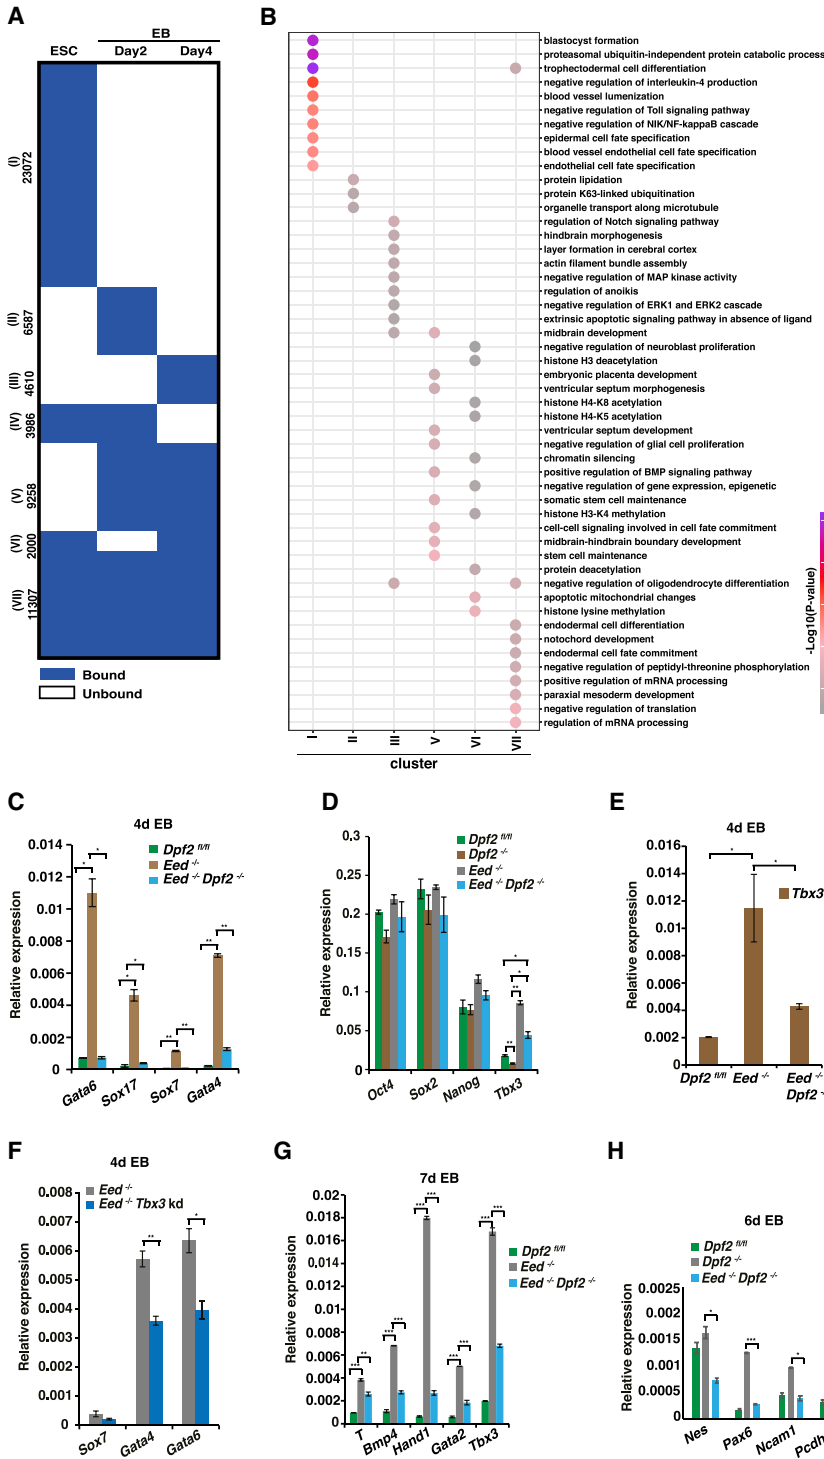 A
EB
ESC Day2 Day4
(I)
23072
(II)
6587
(III)
4610
(IV)
3986
(V)
9258
(VI)
2000
(VII)
11307
Bound
Unbound
B
blastocyst formation
proteasomal ubiquitin-independent protein catabolic process
trophectodermal cell differentiation
negative regulation of interleukin-4 production
blood vessel lumenization
negative regulation of Toll signaling pathway
negative regulation of NIK/NF-kappaB cascade
epidermal cell fate specification
blood vessel endothelial cell fate specification
endothelial cell fate specification
protein lipidation
protein K63-linked ubiquitination
organelle transport along microtubule
regulation of Notch signaling pathway
hindbrain morphogenesis
layer formation in cerebral cortex
actin filament bundle assembly
negative regulation of MAP kinase activity
regulation of anoikis
negative regulation of ERK1 and ERK2 cascade
extrinsic apoptotic signaling pathway in absence of ligand
midbrain development
negative regulation of neuroblast proliferation
histone H3 deacetylation
embryonic placenta development
ventricular septum morphogenesis
histone H4-K8 acetylation
histone H4-K5 acetylation
ventricular septum development
negative regulation of glial cell proliferation
chromatin silencing
positive regulation of BMP signaling pathway
negative regulation of gene expression, epigenetic
somatic stem cell maintenance
histone H3-K4 methylation
cell-cell signaling involved in cell fate commitment
midbrain-hindbrain boundary development
stem cell maintenance
protein deacetylation
negative regulation of oligodendrocyte differentiation
apoptotic mitochondrial changes
histone lysine methylation
endodermal cell differentiation
notochord development
endodermal cell fate commitment
negative regulation of peptidyl-threonine phosphorylation
positive regulation of mRNA processing
paraxial mesoderm development
negative regulation of translation
regulation of mRNA processing
I II III V VI VII
cluster
-Log10(P-value)
C
4d EB
Dpf2 fl/fl
Eed -/-
Eed -/- Dpf2 -/-
Relative expression
0.014
0.012
0.01
0.008
0.006
0.004
0.002
0
* * * * ** ** ** **
Gata6 Sox17 Sox7 Gata4
D
Dpf2 fl/fl
Dpf2 -/-
Eed -/-
Eed -/- Dpf2 -/-
Relative expression
0,3
0,25
0,2
0,15
0,1
0,05
0
*
*
**
**
Oct4 Sox2 Nanog Tbx3
E
4d EB
Tbx3
Relative expression
0.016
0.014
0.012
0.01
0.008
0.006
0.004
0.002
0
* *
Dpf2 fl/fl Eed -/- Eed -/-
Dpf2 -/
F
4d EB
Eed -/-
Eed -/- Tbx3 kd
Relative expression
0.008
0.007
0.006
0.005
0.004
0.003
0.002
0.001
0
** *
Sox7 Gata4 Gata6
G
7d EB
Dpf2 fl/fl
Eed -/-
Eed -/- Dpf2 -/-
Relative expression
0.02
0.018
0.016
0.014
0.012
0.01
0.008
0.006
0.004
0.002
0
*** ** *** *** *** *** *** *** *** ***
T Bmp4 Hand1 Gata2 Tbx3
H
6d EB
Dpf2 fl/fl
Dpf2 -/-
Eed -/- Dpf2 -/-
Relative expression
0.0025
0.002
0.0015
0.001
0.0005
0
* *** *
Nes Pax6 Ncam1 Pcdh